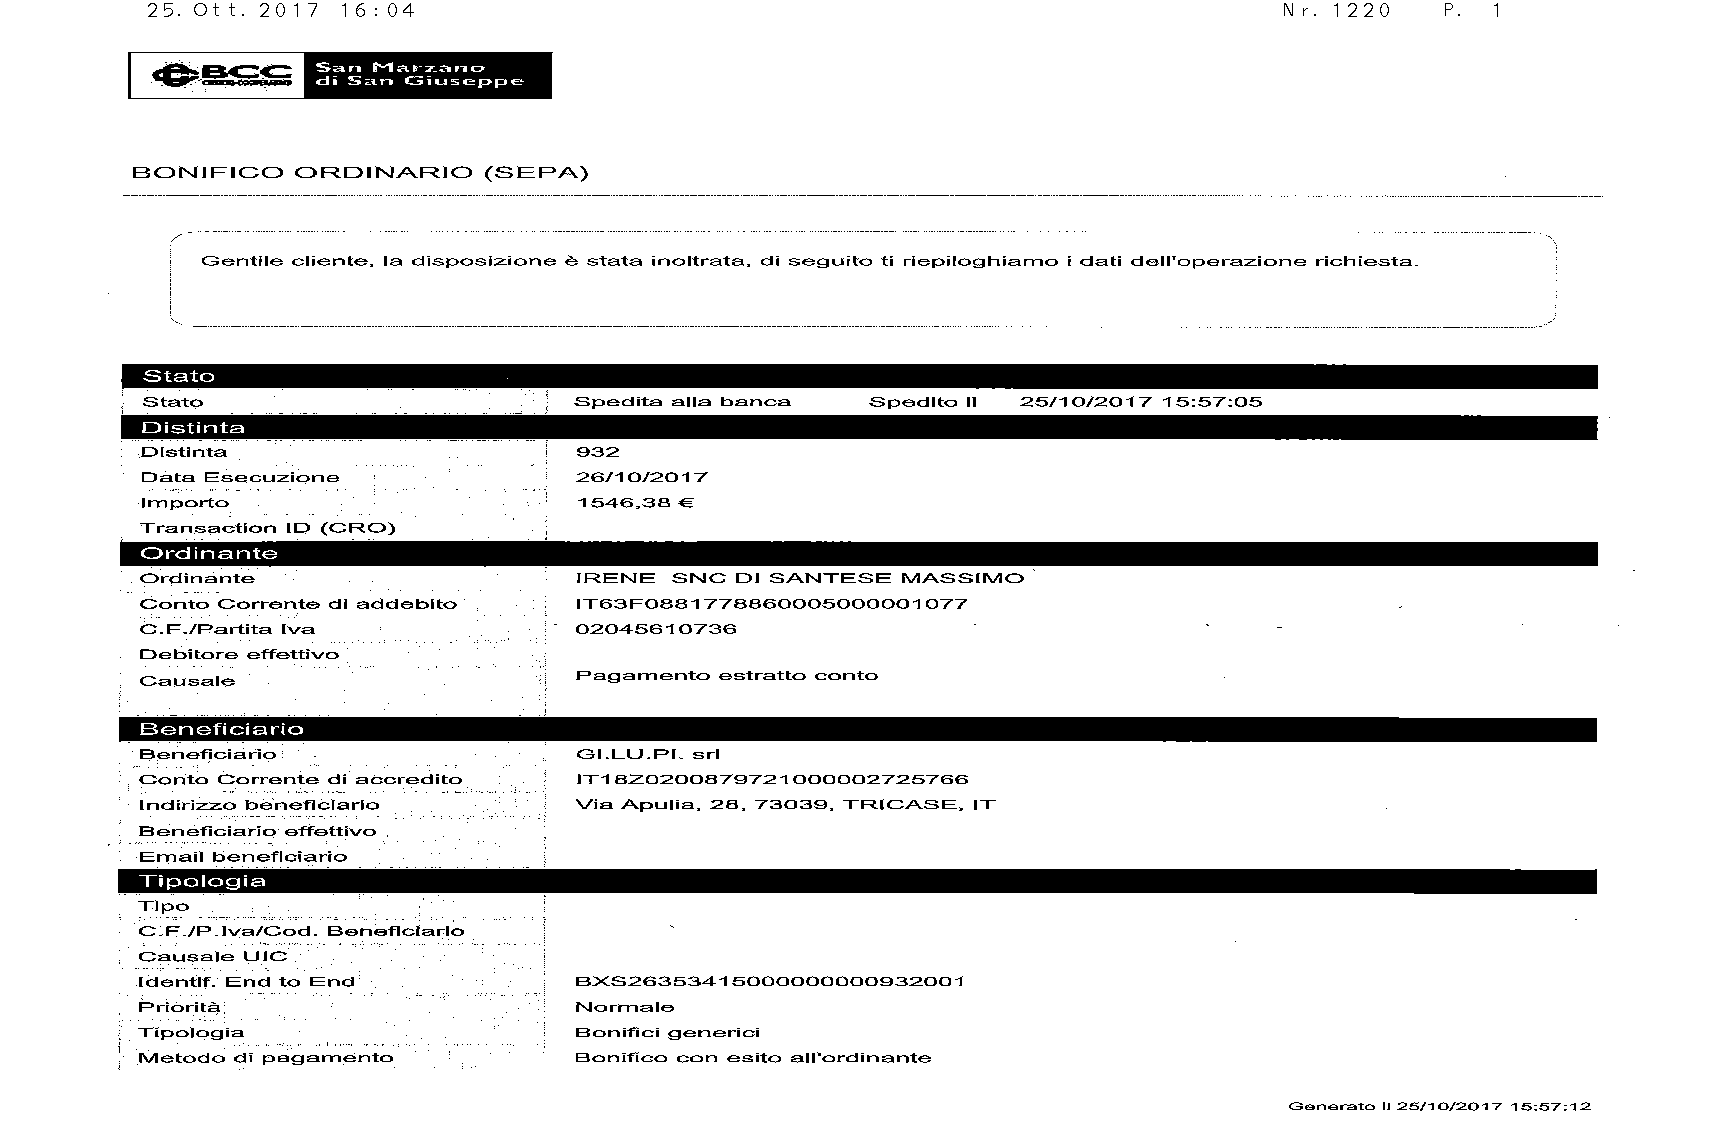 25. Ott. 2017 16:04 Nr. 1220 P. 1
BCC San Marzano
CREDITO COOPERATIVO di San Giuseppe
BONIFICO ORDINARIO (SEPA)
Gentile cliente, la disposizione è stata inoltrata, di seguito ti riepiloghiamo i dati dell'operazione richiesta.
Stato
Stato Spedita alla banca Spedito il 25/10/2017 15:57:05
Distinta
Distinta 932
Data Esecuzione 26/10/2017
Importo 1546,38 €
Transaction ID (CRO)
Ordinante
Ordinante IRENE SNC DI SANTESE MASSIMO
Conto Corrente di addebito IT63F0881778860005000001077
C.F./Partita Iva 02045610736
Debitore effettivo
Causale Pagamento estratto conto
Beneficiario
Beneficiario GI.LU.PI. srl
Conto Corrente di accredito IT18Z0200879721000002725766
Indirizzo beneficiario Via Apulia, 28, 73039, TRICASE, IT
Beneficiario effettivo
Email beneficiario
Tipologia
Tipo
C.F./P.Iva/Cod. Beneficiario
Causale UIC
Identif. End to End BXS26353415000000000932001
Priorità Normale
Tipologia Bonifici generici
Metodo di pagamento Bonifico con esito all'ordinante
Generato il 25/10/2017 15:57:12